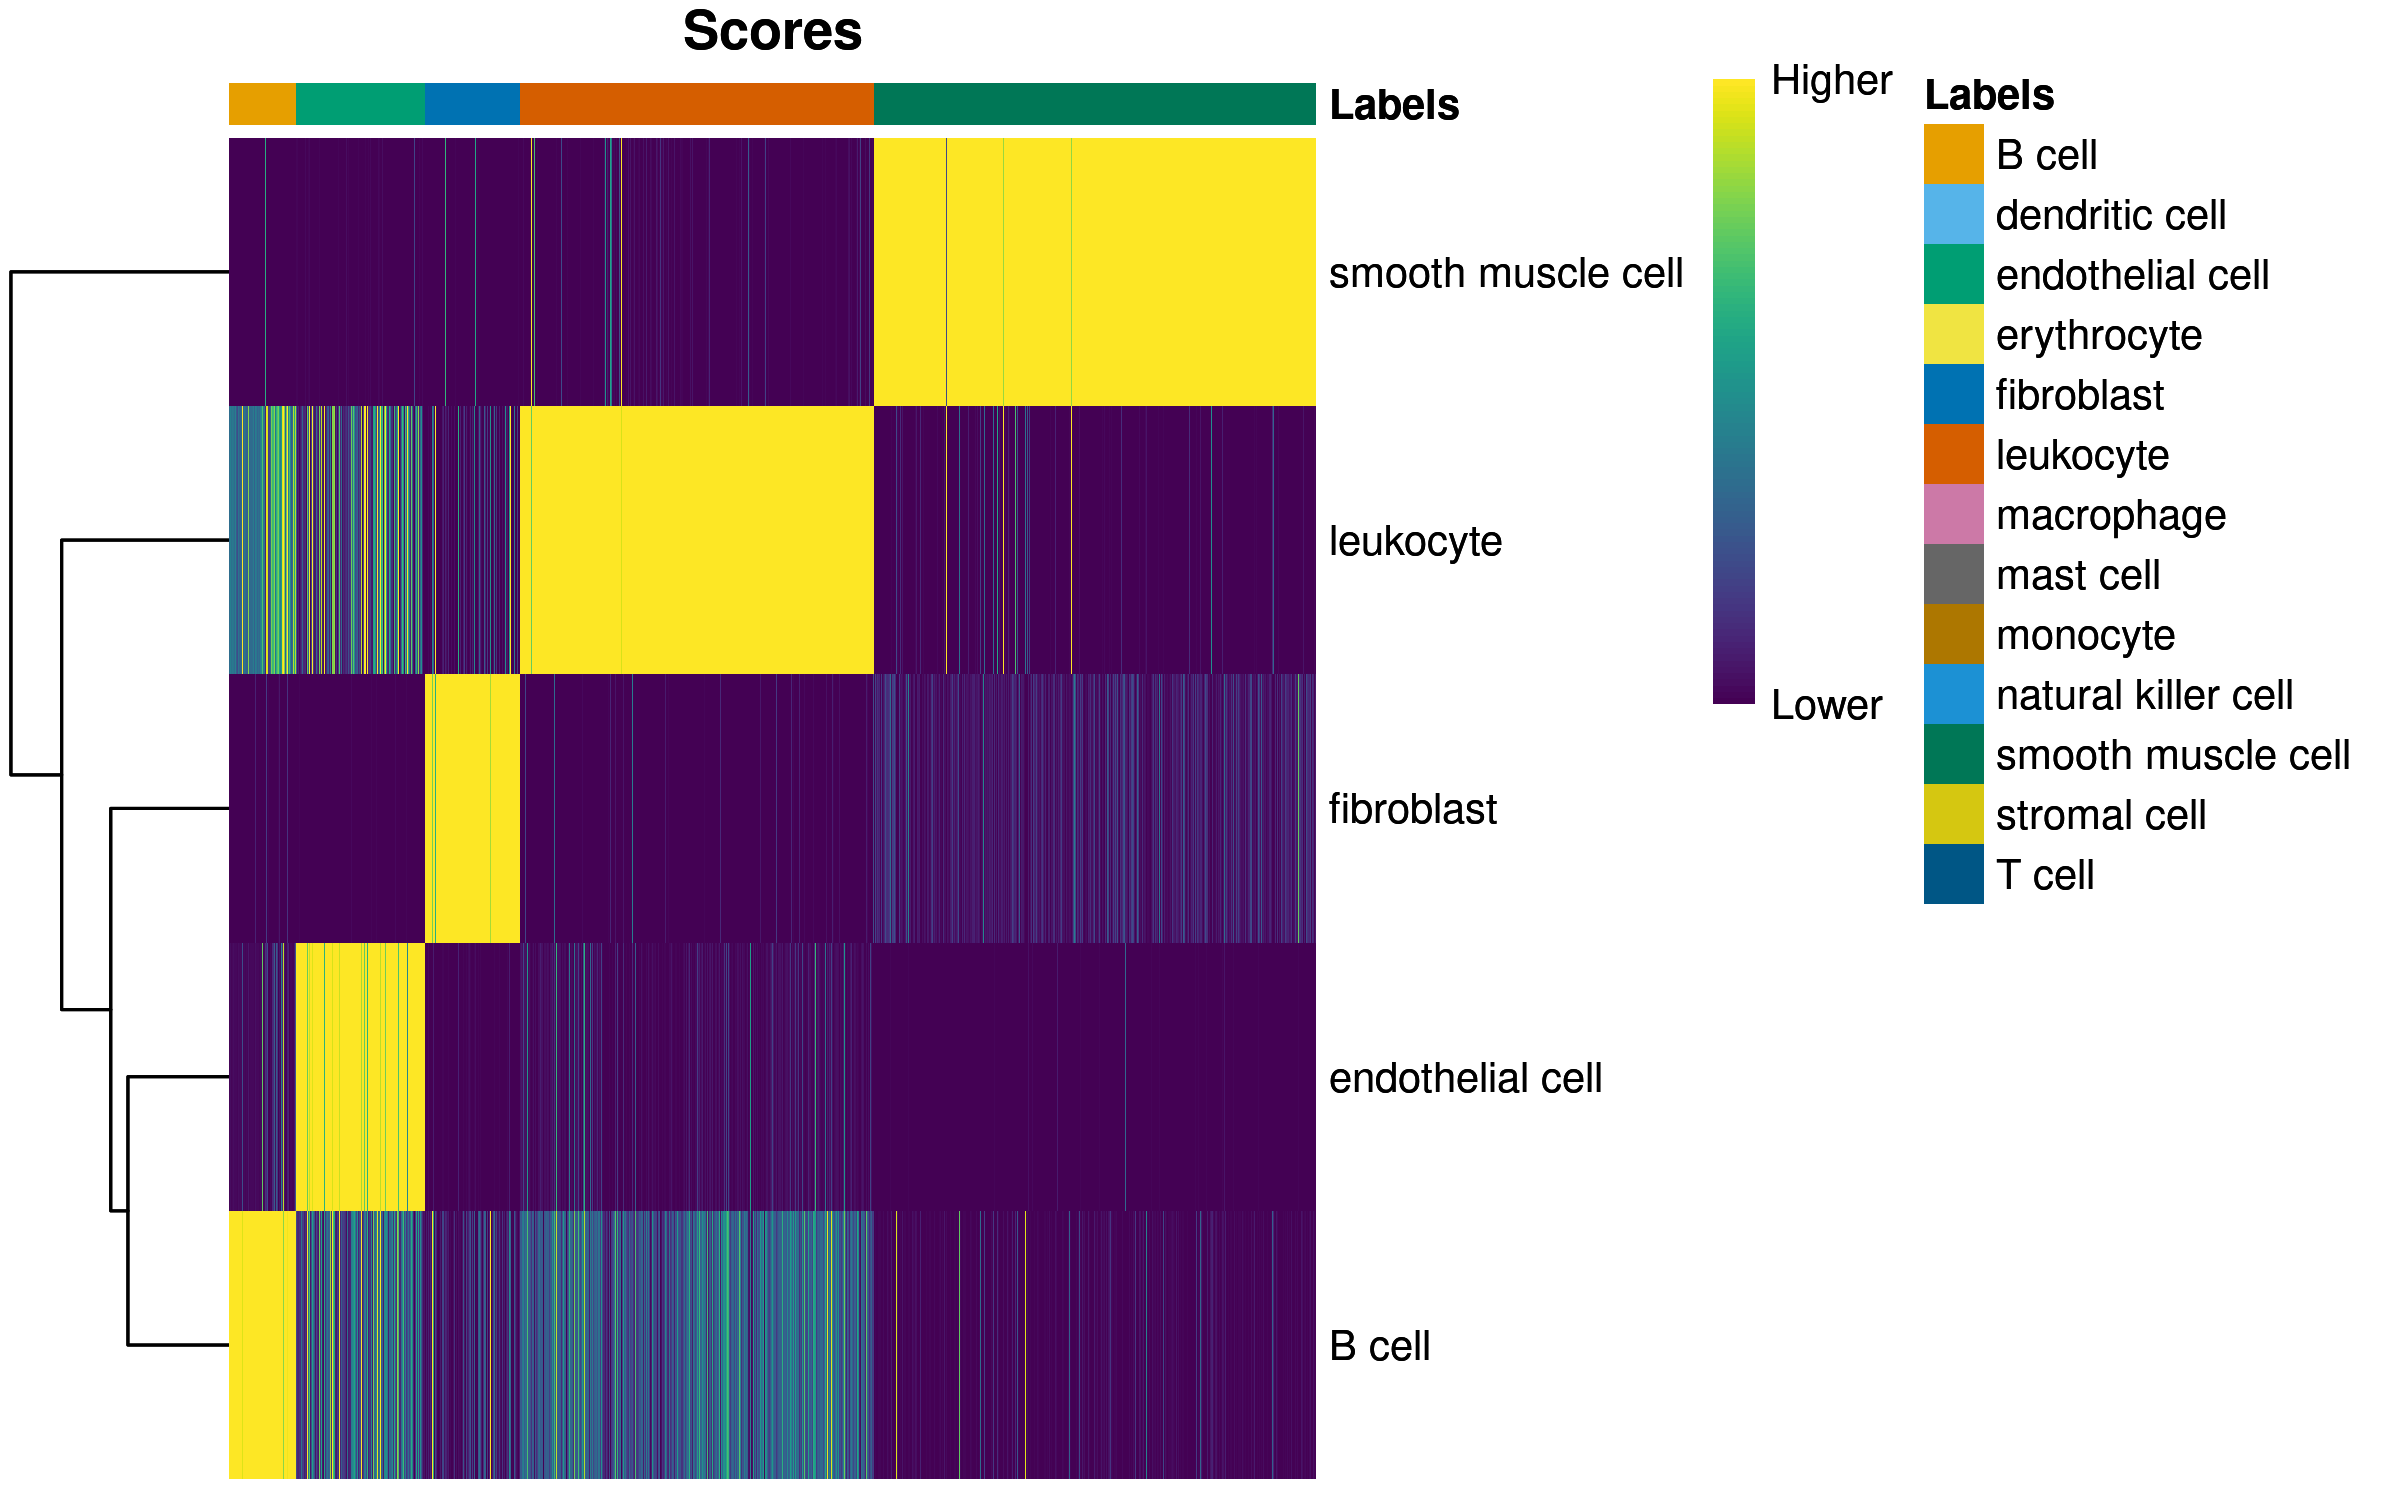 Scores
Labels
smooth muscle cell
leukocyte
fibroblast
endothelial cell
B cell
Higher
Lower
Labels
B cell
dendritic cell
endothelial cell
erythrocyte
fibroblast
leukocyte
macrophage
mast cell
monocyte
natural killer cell
smooth muscle cell
stromal cell
T cell